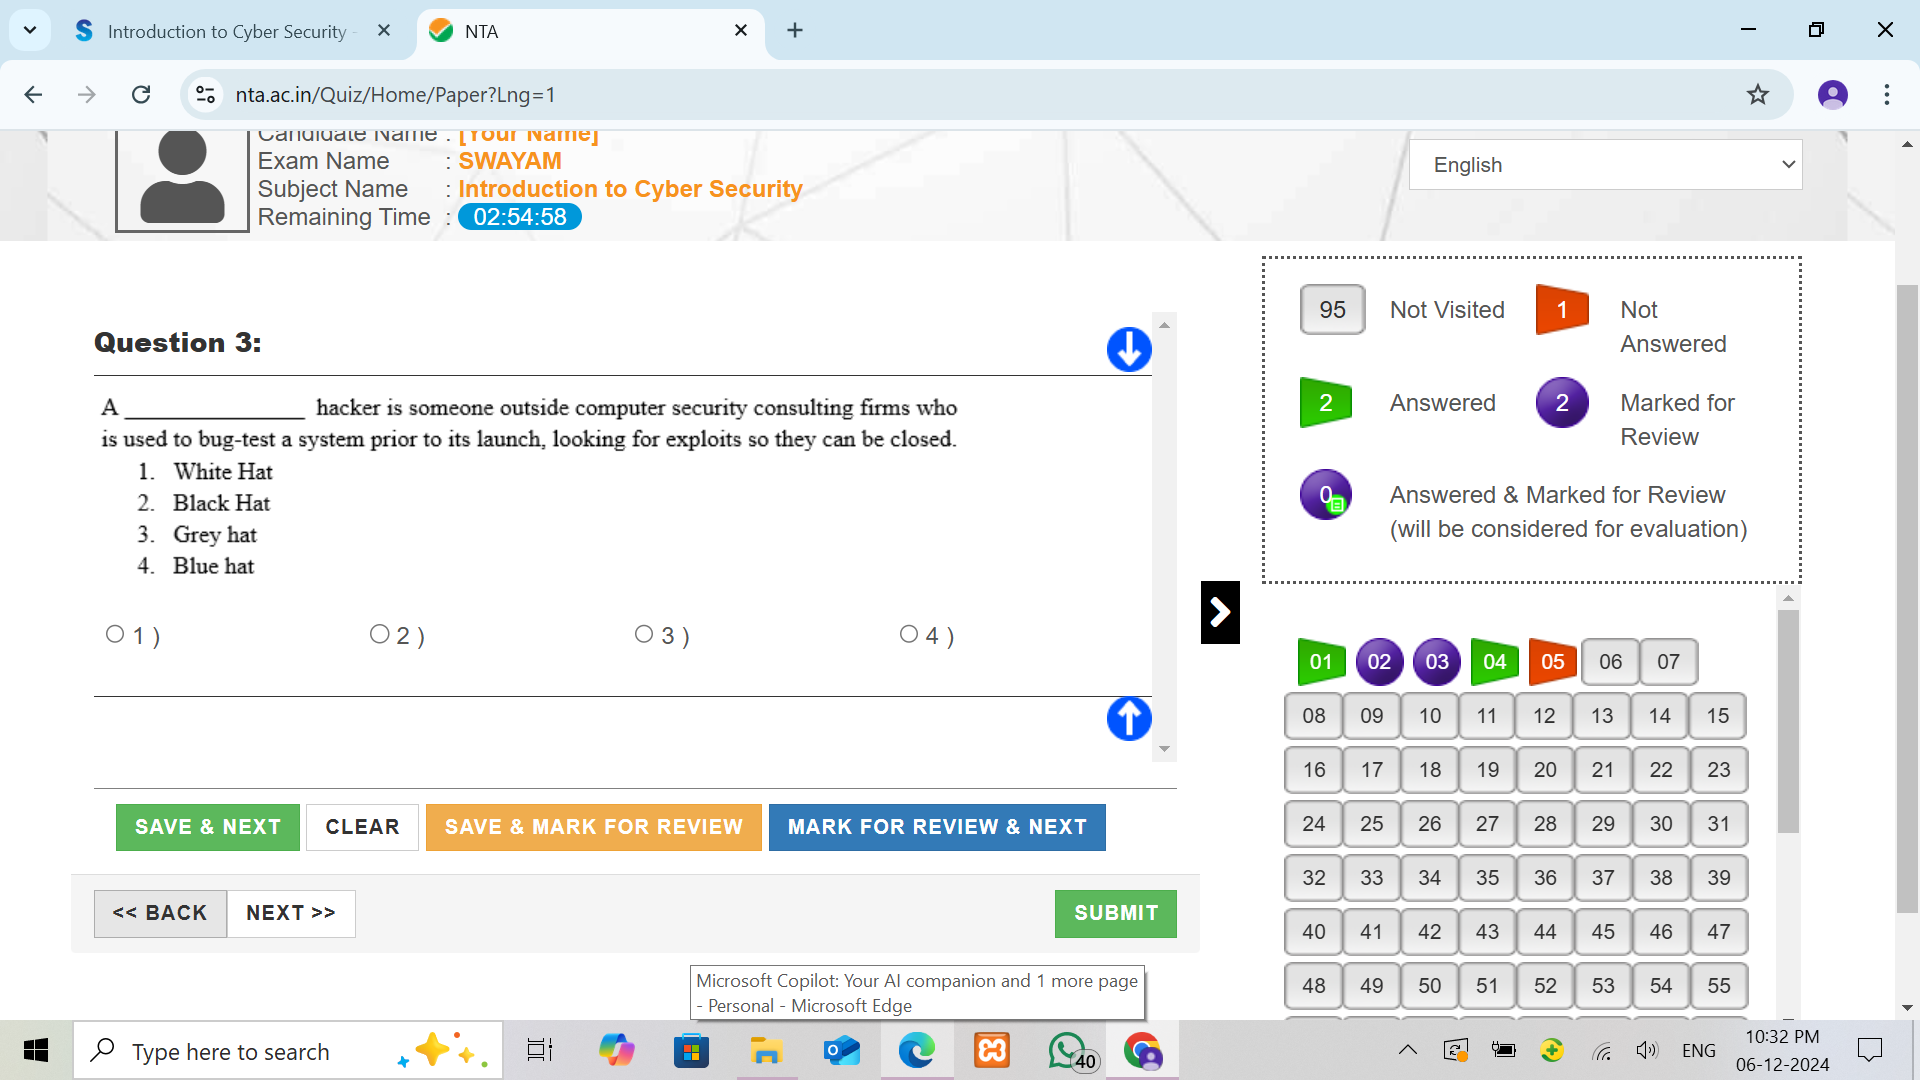 Introduction to Cyber Security -
NTA
nta.ac.in/Quiz/Home/Paper?Lng=1
Candidate Name : [Your Name]
Exam Name : SWAYAM
Subject Name : Introduction to Cyber Security
Remaining Time : 02:54:58
English
Question 3:
A _______________ hacker is someone outside computer security consulting firms who
is used to bug-test a system prior to its launch, looking for exploits so they can be closed.
1. White Hat
2. Black Hat
3. Grey hat
4. Blue hat
1 ) 2 ) 3 ) 4 )
SAVE & NEXT CLEAR SAVE & MARK FOR REVIEW MARK FOR REVIEW & NEXT
<< BACK NEXT >> SUBMIT
95 Not Visited 1 Not
Answered
2 Answered 2 Marked for
Review
0 Answered & Marked for Review
(will be considered for evaluation)
01 02 03 04 05 06 07
08 09 10 11 12 13 14 15
16 17 18 19 20 21 22 23
24 25 26 27 28 29 30 31
32 33 34 35 36 37 38 39
40 41 42 43 44 45 46 47
48 49 50 51 52 53 54 55
Microsoft Copilot: Your AI companion and 1 more page
- Personal - Microsoft Edge
Type here to search
40
ENG
10:32 PM
06-12-2024